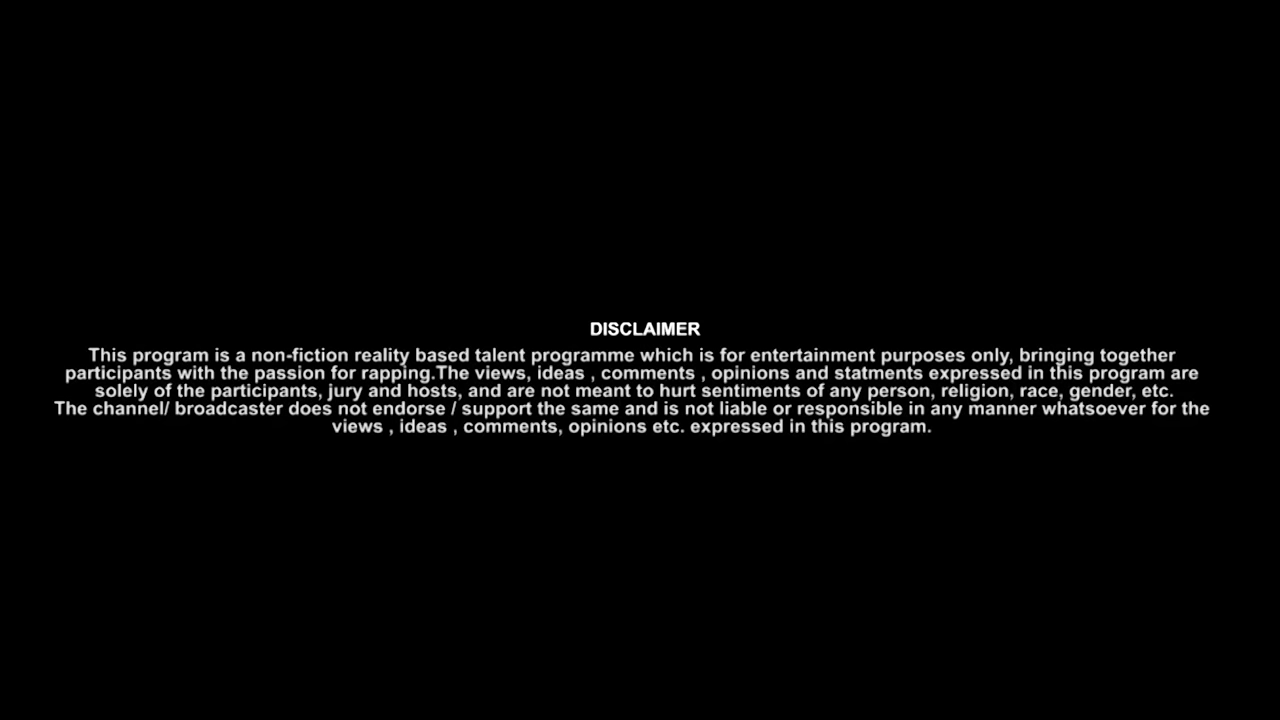 DISCLAIMER
This program is a non-fiction reality based talent programme which is for entertainment purposes only, bringing together
participants with the passion for rapping.The views, ideas , comments , opinions and statments expressed in this program are
solely of the participants, jury and hosts, and are not meant to hurt sentiments of any person, religion, race, gender, etc.
The channel/ broadcaster does not endorse / support the same and is not liable or responsible in any manner whatsoever for the
views , ideas , comments, opinions etc. expressed in this program.